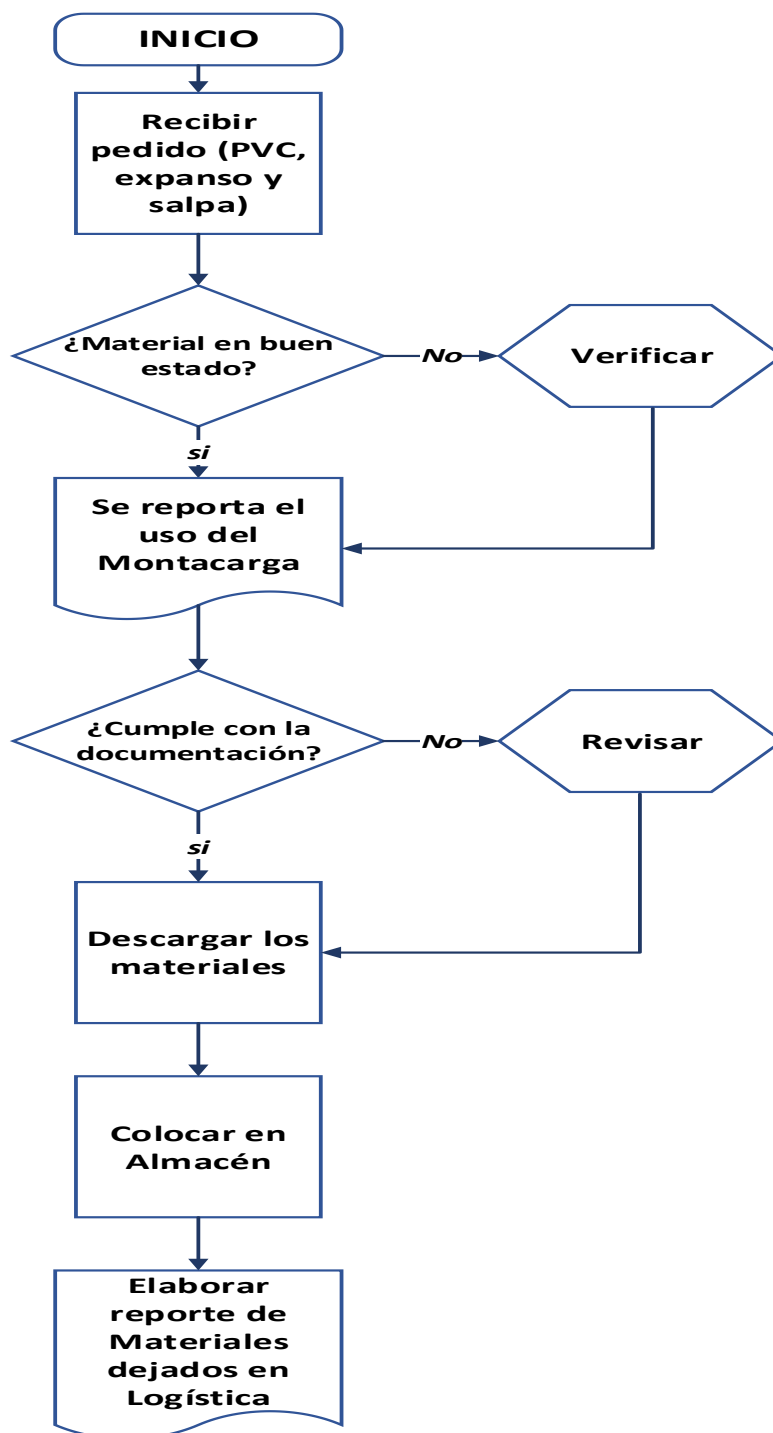 INICIO
Recibir
pedido (PVC,
expanso y
salpa)
¿Material en buen
estado?
No
Verificar
si
Se reporta el
uso del
Montacarga
¿Cumple con la
documentación?
No
Revisar
si
Descargar los
materiales
Colocar en
Almacén
Elaborar
reporte de
Materiales
dejados en
Logística